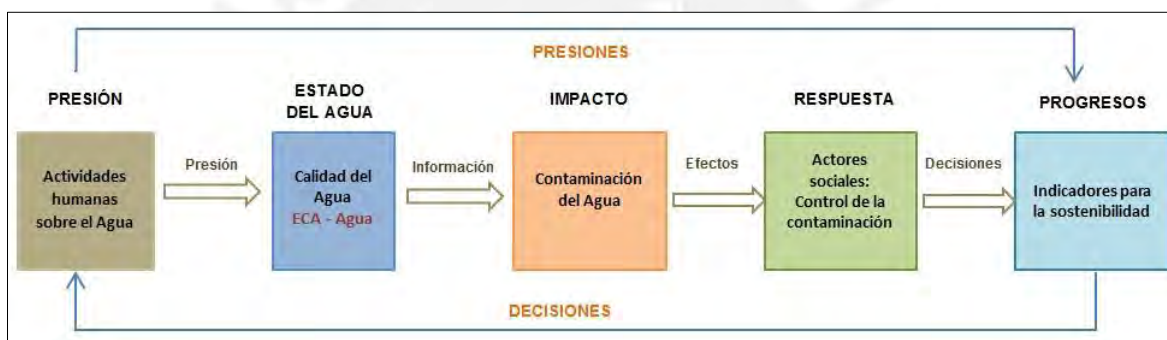 PRESIONES
PRESIÓN
ESTADO
DEL AGUA
IMPACTO
RESPUESTA
PROGRESOS
Actividades
humanas
sobre el Agua
Presión
Calidad del
Agua
ECA - Agua
Información
Contaminación
del Agua
Efectos
Actores
sociales:
Control de la
contaminación
Decisiones
Indicadores para
la sostenibilidad
DECISIONES